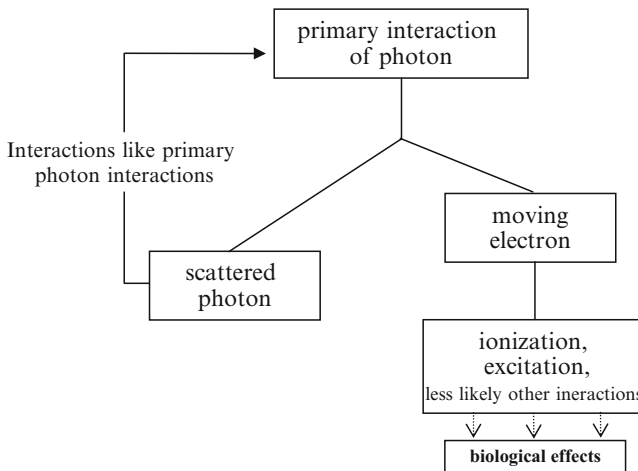 primary interaction
of photon
Interactions like primary
photon interactions
moving
electron
scattered
photon
ionization,
excitation,
less likely other ineractions
biological effects